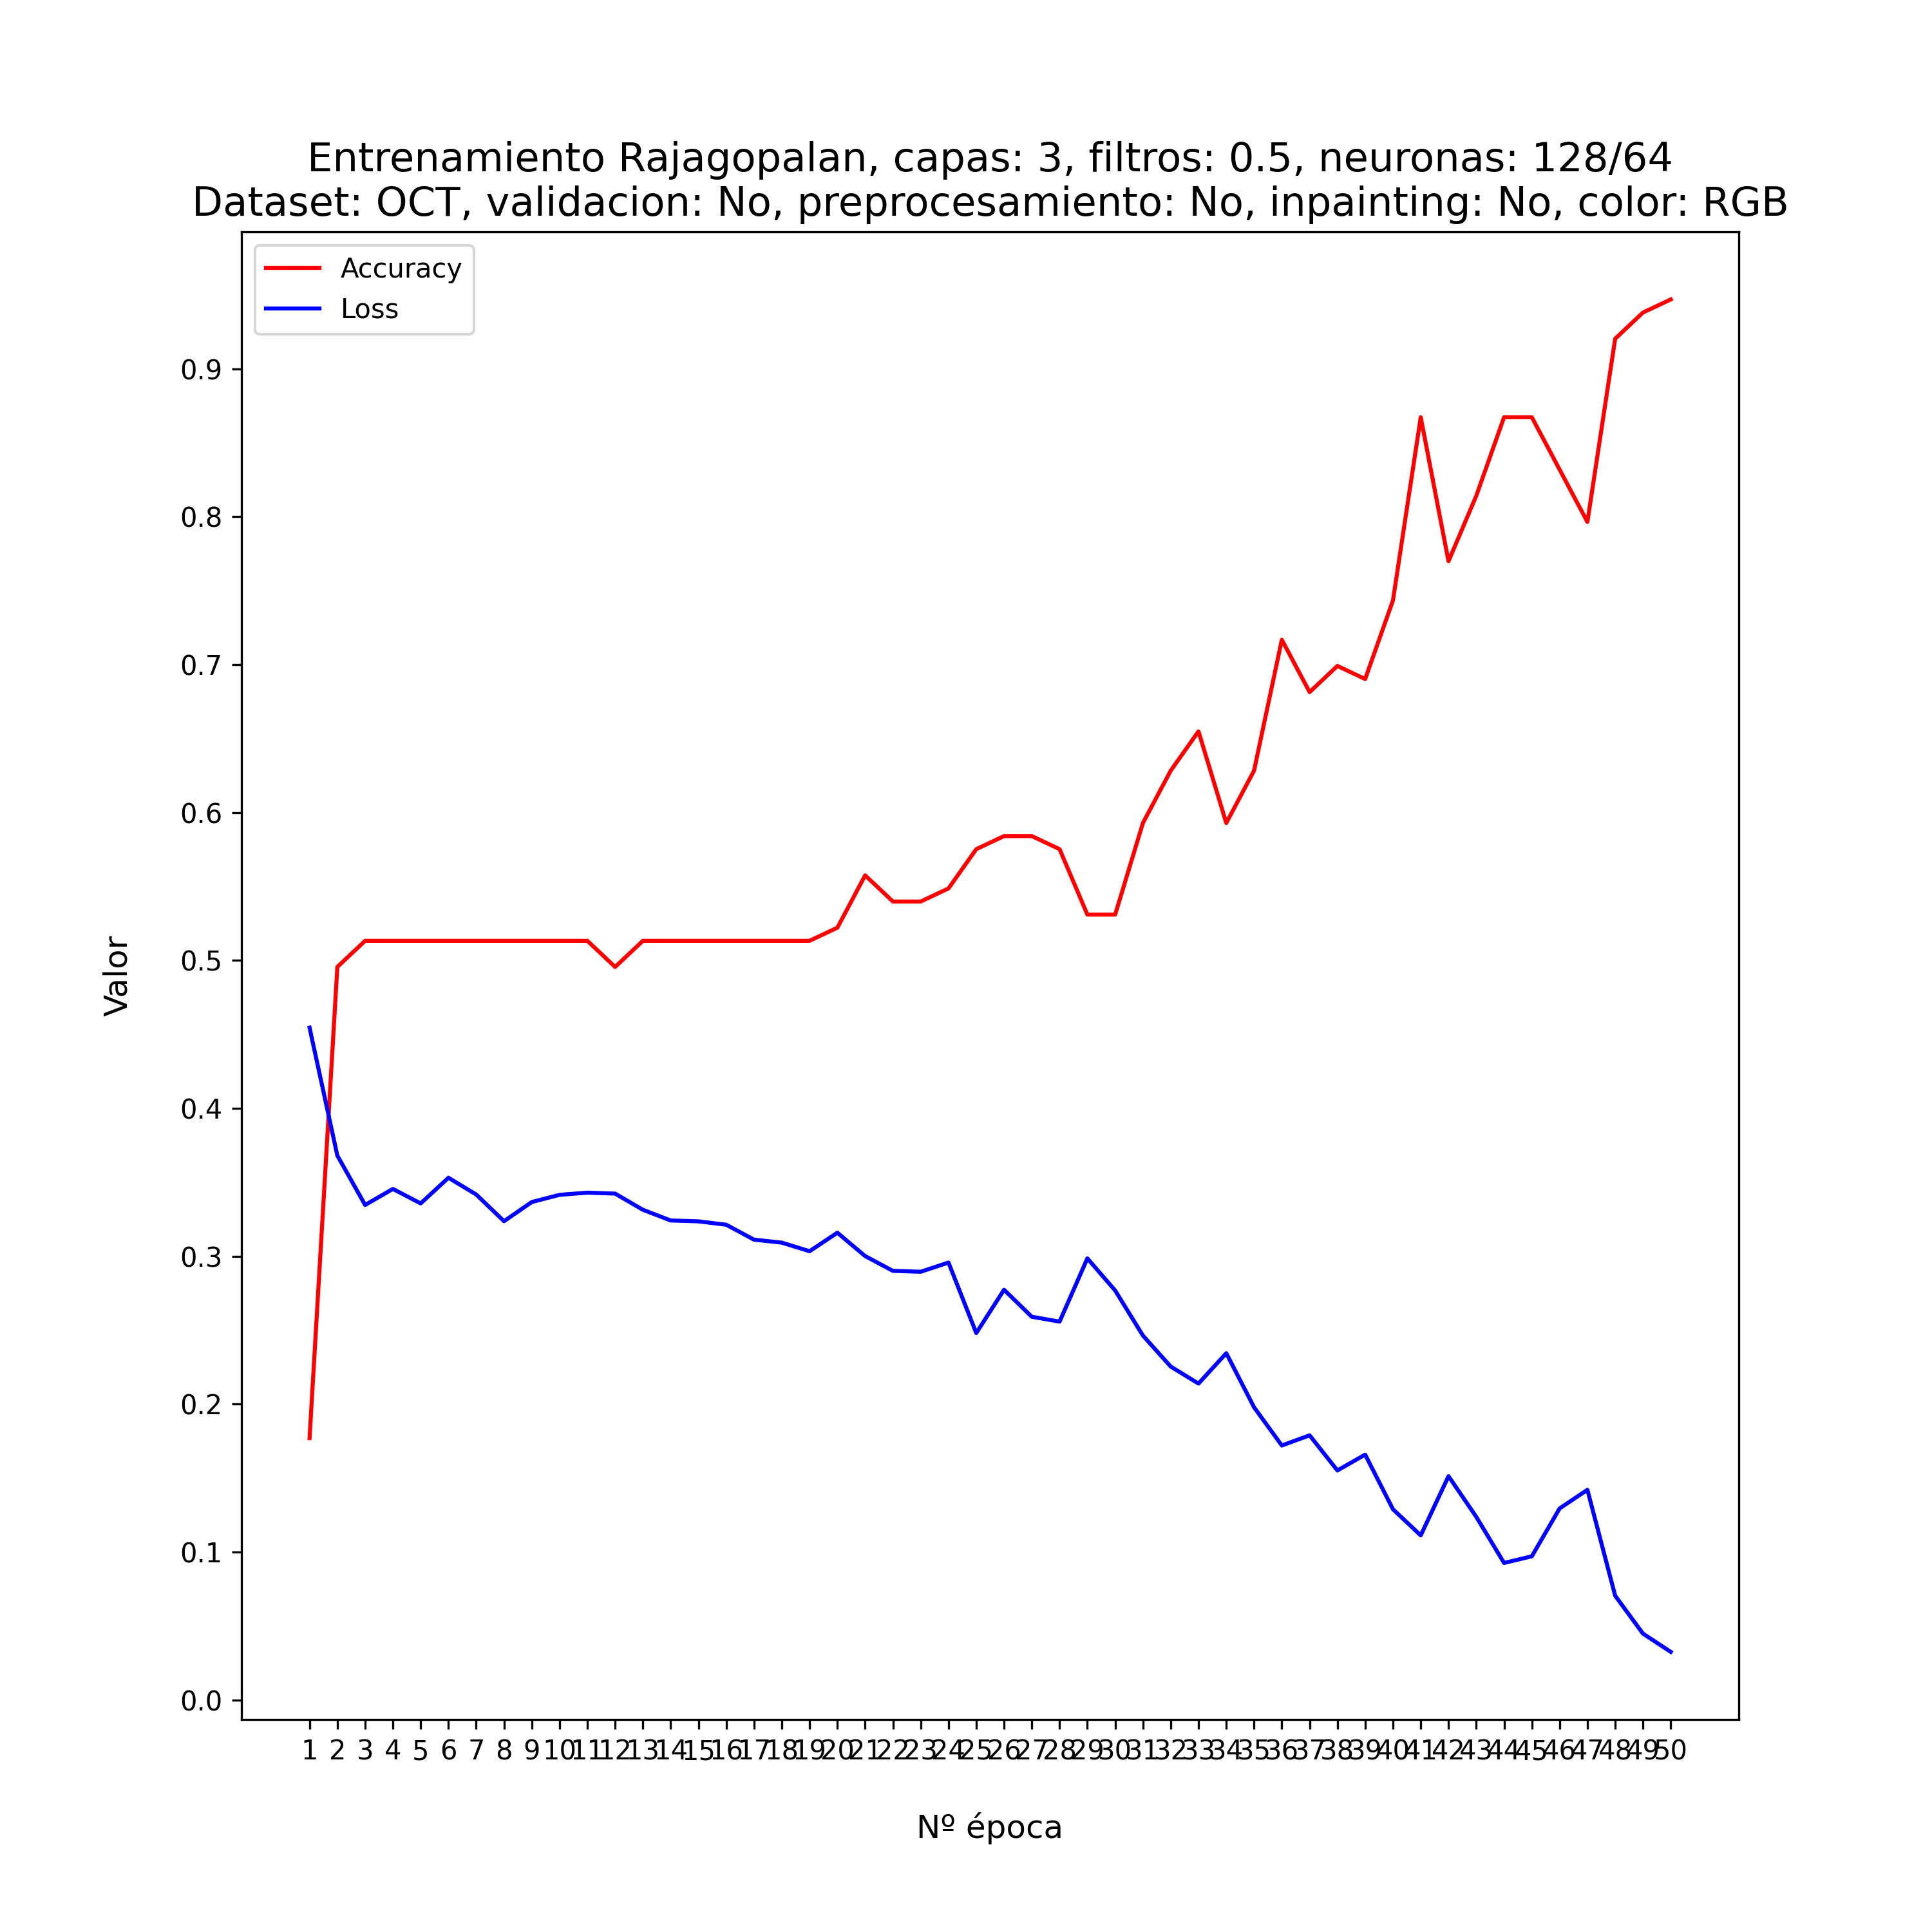 Entrenamiento Rajagopalan, capas: 3, filtros: 0.5, neuronas: 128/64
Dataset: OCT, validacion: No, preprocesamiento: No, inpainting: No, color: RGB
Accuracy
Loss
0.9
0.8
0.7
0.6
0.5
0.4
0.3
0.2
0.1
0.0
Valor
1 2 3 4 5 6 7 8 9 10 11 12 13 14 15 16 17 18 19 20 21 22 23 24 25 26 27 28 29 30 31 32 33 34 35 36 37 38 39 40 41 42 43 44 45 46 47 48 49 50
Nº época